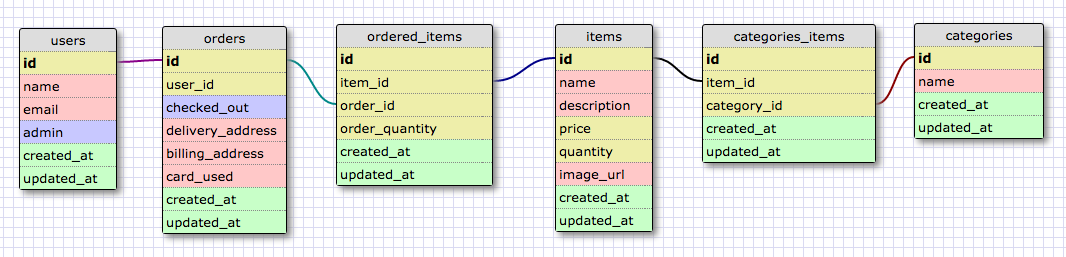 users
id
name
email
admin
created_at
updated_at
orders
id
user_id
checked_out
delivery_address
billing_address
card_used
created_at
updated_at
ordered_items
id
item_id
order_id
order_quantity
created_at
updated_at
items
id
name
description
price
quantity
image_url
created_at
updated_at
categories_items
id
item_id
category_id
created_at
updated_at
categories
id
name
created_at
updated_at